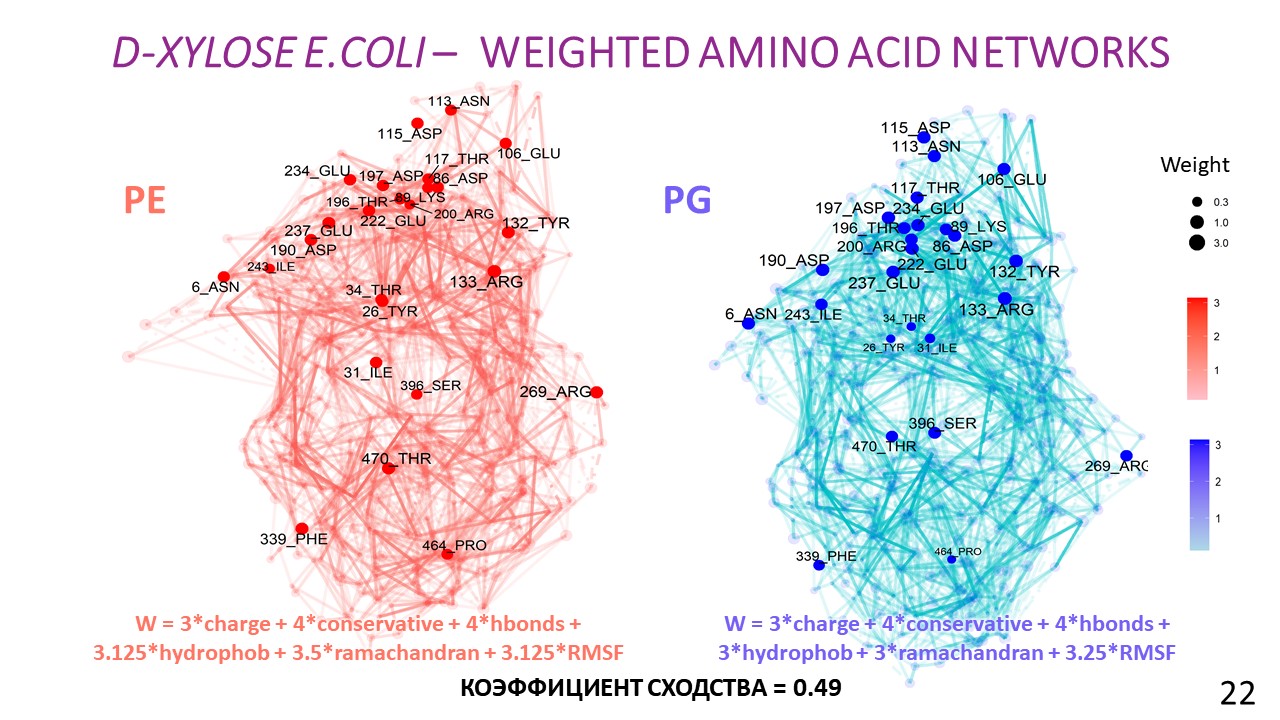 D-XYLOSE E.COLI – WEIGHTED AMINO ACID NETWORKS
PE
113_ASN
115_ASP
106_GLU
117_THR
234_GLU
197_ASP
86_ASP
196_THR
89_LYS
200_ARG
222_GLU
132_TYR
237_GLU
190_ASP
243_ILE
6_ASN
133_ARG
34_THR
26_TYR
31_ILE
396_SER
269_ARG
470_THR
339_PHE
464_PRO
W = 3*charge + 4*conservative + 4*hbonds +
3.125*hydrophob + 3.5*ramachandran + 3.125*RMSF
PG
115_ASP
113_ASN
106_GLU
117_THR
197_ASP
234_GLU
196_THR
89_LYS
200_ARG
86_ASP
190_ASP
222_GLU
132_TYR
237_GLU
6_ASN
243_ILE
133_ARG
34_THR
26_TYR
31_ILE
396_SER
470_THR
269_ARG
339_PHE
464_PRO
W = 3*charge + 4*conservative + 4*hbonds +
3*hydrophob + 3*ramachandran + 3.25*RMSF
Weight
0.3
1.0
3.0
3
2
1
3
2
1
КОЭФФИЦИЕНТ СХОДСТВА = 0.49
22